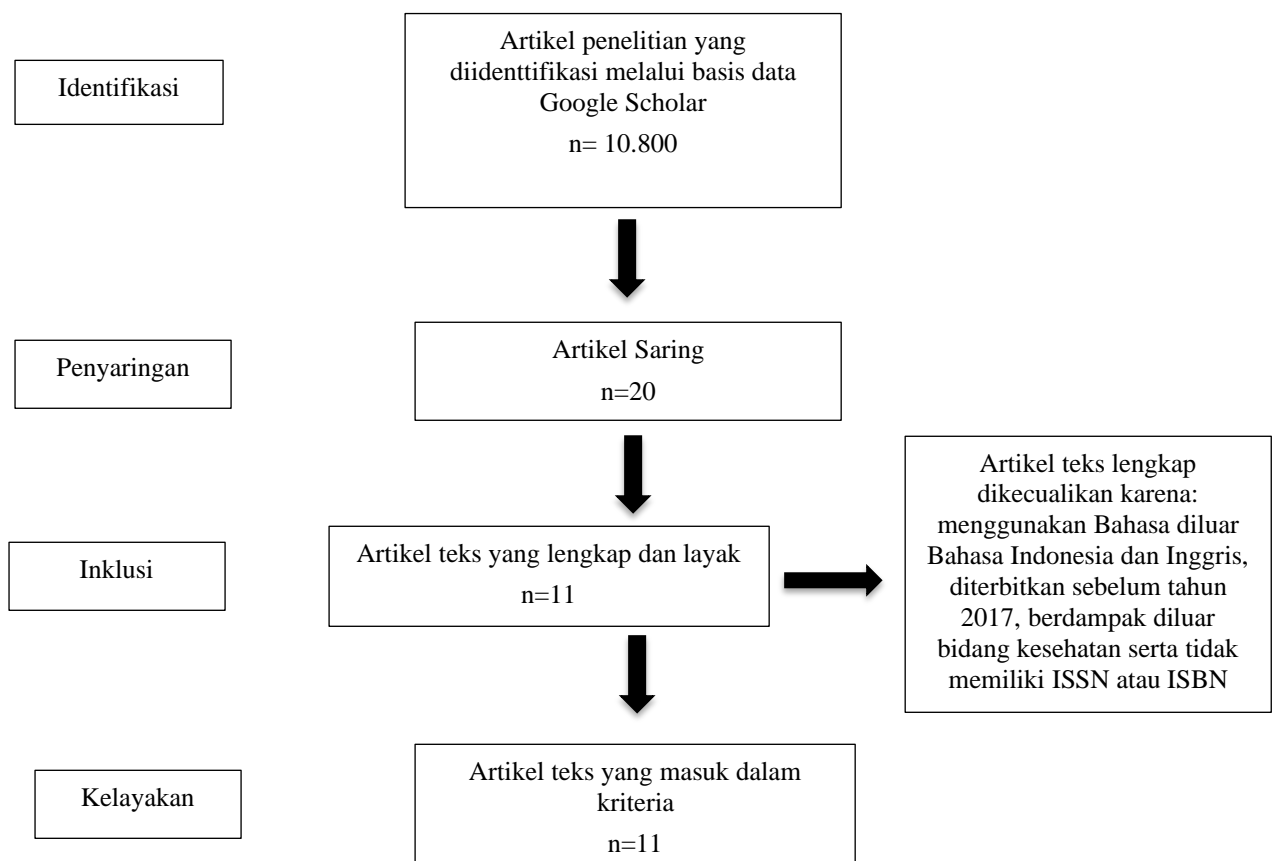 Identifikasi
Artikel penelitian yang
diidenttifikasi melalui basis data
Google Scholar
n= 10.800
Penyaringan
Artikel Saring
n=20
Inklusi
Artikel teks yang lengkap dan layak
n=11
Artikel teks lengkap
dikecualikan karena:
menggunakan Bahasa diluar
Bahasa Indonesia dan Inggris,
diterbitkan sebelum tahun
2017, berdampak diluar
bidang kesehatan serta tidak
memiliki ISSN atau ISBN
Kelayakan
Artikel teks yang masuk dalam
kriteria
n=11